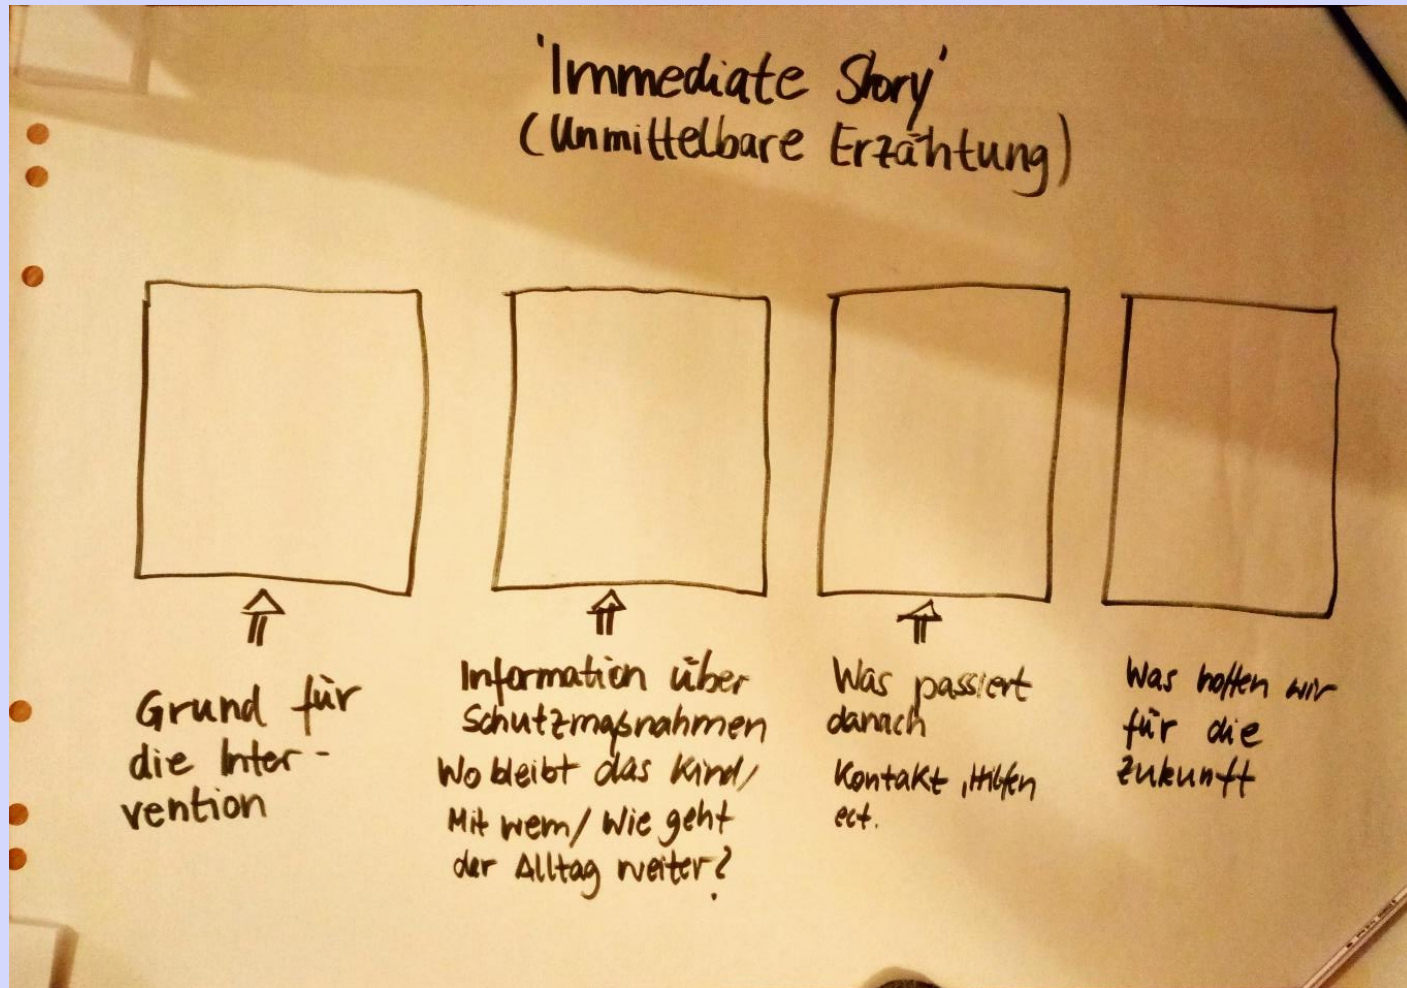 'Immediate Story'
(Unmittelbare Erzählung)
Grund für
die Inter-
vention
Information über
Schutzmaßnahmen
Wo bleibt das Kind/
Mit wem/ Wie geht
der Alltag weiter?
Was passiert
danach
Kontakt, Hilfen
ect.
Was hoffen wir
für die
Zukunft